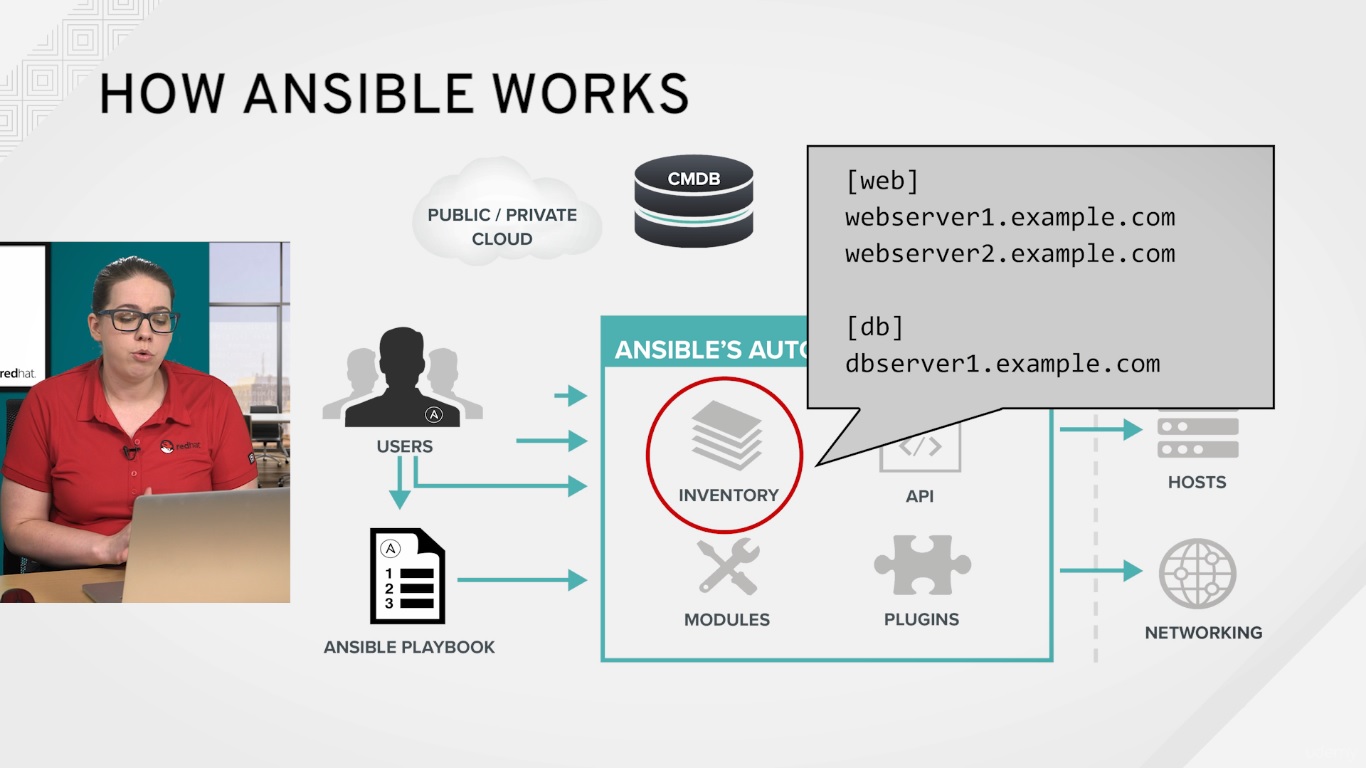 HOW ANSIBLE WORKS
PUBLIC / PRIVATE
CLOUD
CMDB
[web]
webserver1.example.com
webserver2.example.com
[db]
dbserver1.example.com
redhat.
redhat.
USERS
A
ANSIBLE'S AUTO
INVENTORY
API
HOSTS
MODULES
PLUGINS
NETWORKING
A
1
2
3
ANSIBLE PLAYBOOK